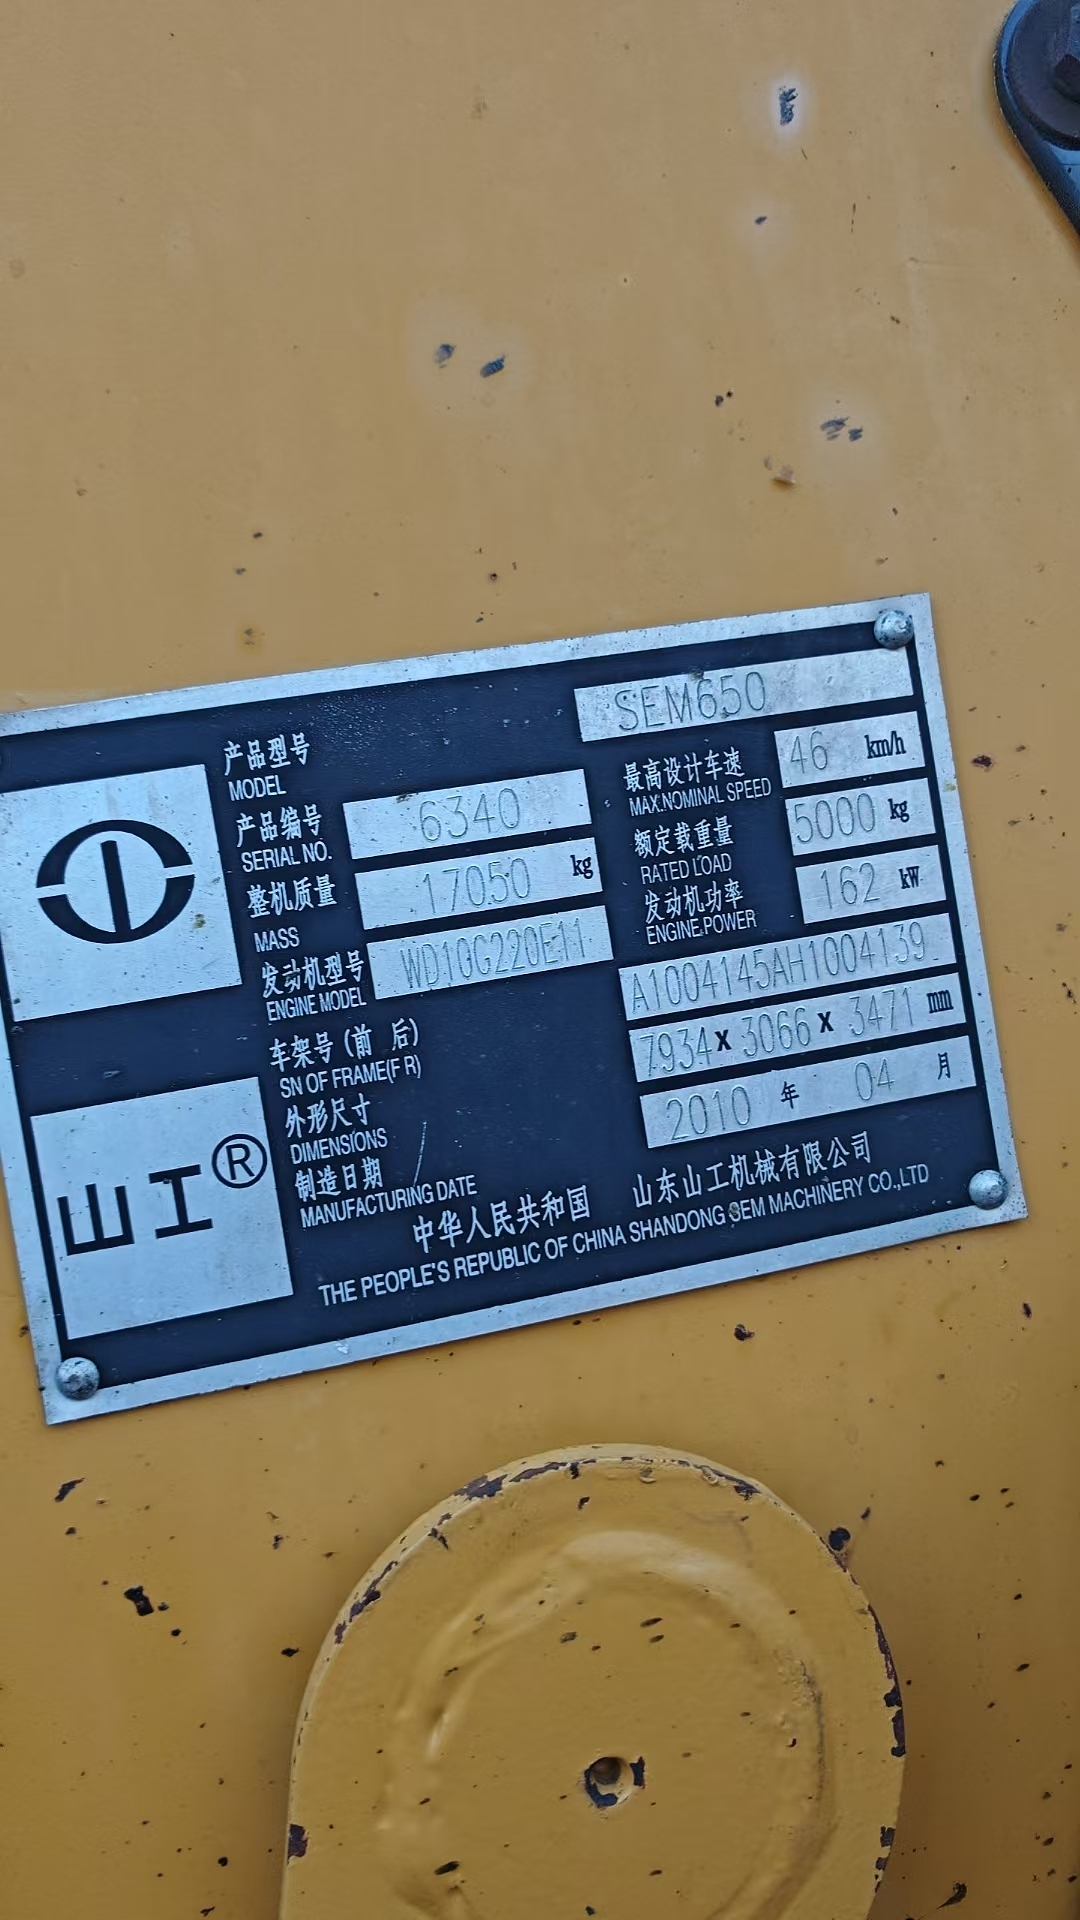 产品型号 SEM650
MODEL
产品编号 6340 最高设计车速 46 km/h
SERIAL NO. MAX.NOMINAL SPEED
整机质量 17050 kg 额定载重量 5000 kg
MASS RATED LOAD
发动机型号 WD10G220E11 发动机功率 162 kW
ENGINE MODEL ENGINE.POWER
车架号(前 后) A1004145AH1004139
SN OF FRAME(F R)
外形尺寸 7934 x 3066 x 3471 mm
DIMENSIONS
制造日期 2010 年 04 月
MANUFACTURING DATE
山工®
中华人民共和国 山东山工机械有限公司
THE PEOPLE'S REPUBLIC OF CHINA SHANDONG SEM MACHINERY CO.,LTD